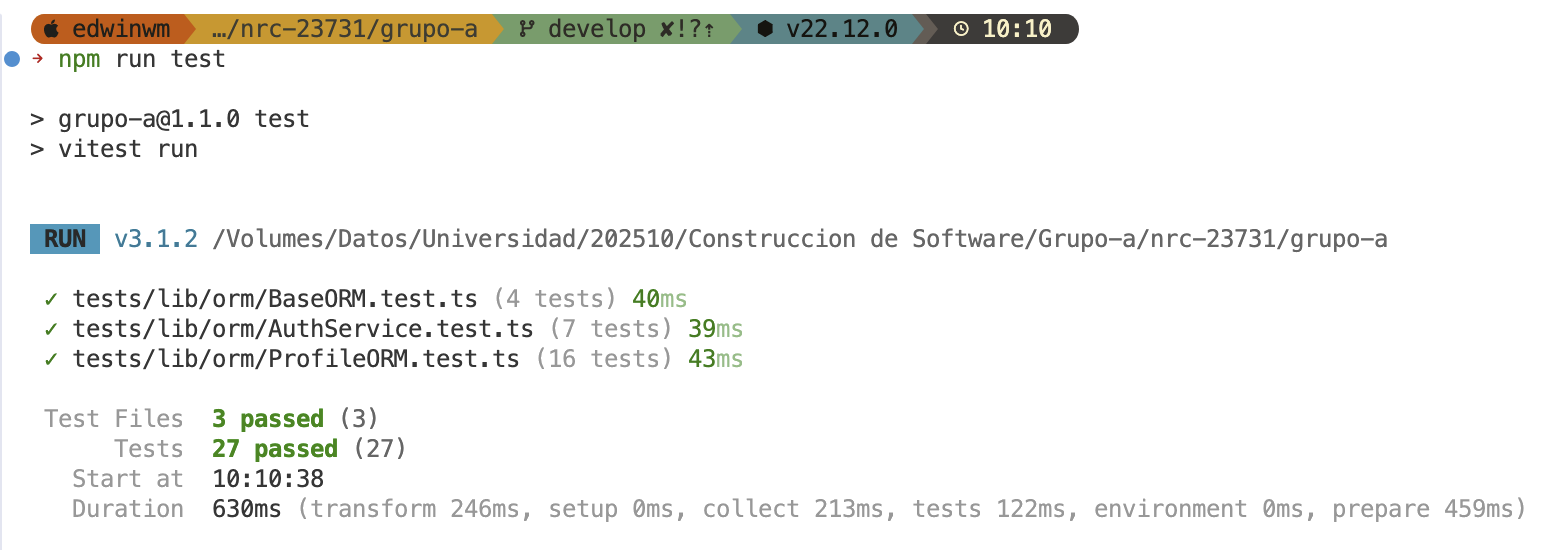 edwinwm …/nrc-23731/grupo-a develop ✘!?⇡ v22.12.0 10:10
→ npm run test
> grupo-a@1.1.0 test
> vitest run
RUN v3.1.2 /Volumes/Datos/Universidad/202510/Construccion de Software/Grupo-a/nrc-23731/grupo-a
✓ tests/lib/orm/BaseORM.test.ts (4 tests) 40ms
✓ tests/lib/orm/AuthService.test.ts (7 tests) 39ms
✓ tests/lib/orm/ProfileORM.test.ts (16 tests) 43ms
Test Files 3 passed (3)
Tests 27 passed (27)
Start at 10:10:38
Duration 630ms (transform 246ms, setup 0ms, collect 213ms, tests 122ms, environment 0ms, prepare 459ms)